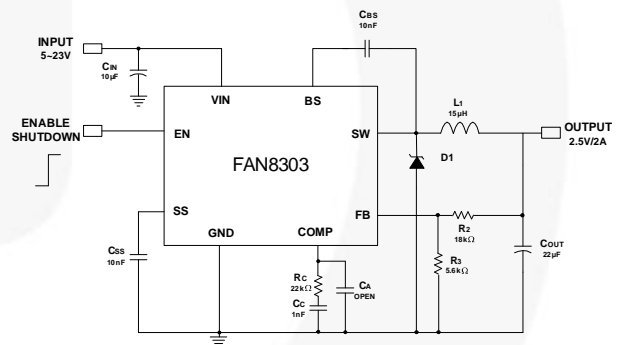 CBS
10nF
INPUT
5~23V
CIN
10µF
VIN
BS
L1
15µH
ENABLE
SHUTDOWN
EN
SW
OUTPUT
2.5V/2A
D1
FAN8303
SS
FB
R2
18kΩ
GND
COMP
CSS
10nF
R3
5.6kΩ
COUT
22µF
RC
22kΩ
CA
OPEN
CC
1nF